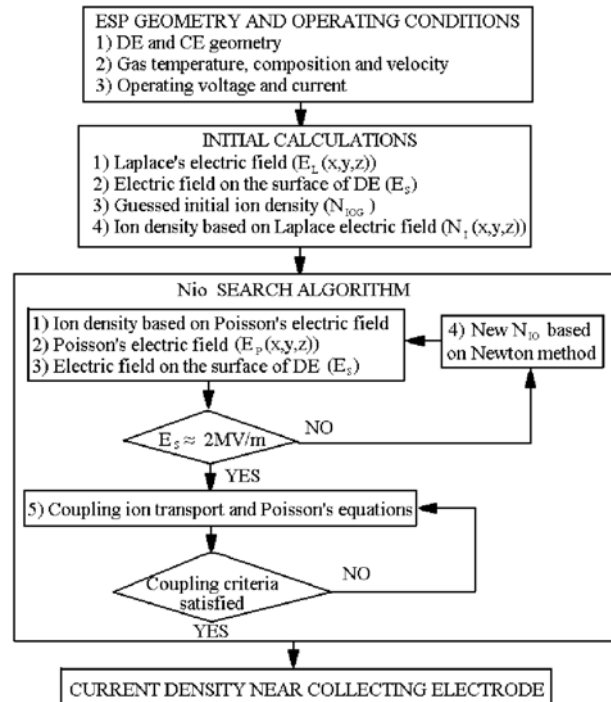 ESP GEOMETRY AND OPERATING CONDITIONS
1) DE and CE geometry
2) Gas temperature, composition and velocity
3) Operating voltage and current
INITIAL CALCULATIONS
1) Laplace's electric field (E_L (x,y,z))
2) Electric field on the surface of DE (E_S)
3) Guessed initial ion density (N_IOG )
4) Ion density based on Laplace electric field (N_I (x,y,z))
Nio SEARCH ALGORITHM
1) Ion density based on Poisson's electric field
2) Poisson's electric field (E_P (x,y,z))
3) Electric field on the surface of DE (E_S)
4) New N_IO based
on Newton method
E_S ≈ 2MV/m
NO
YES
5) Coupling ion transport and Poisson's equations
Coupling criteria
satisfied
NO
YES
CURRENT DENSITY NEAR COLLECTING ELECTRODE